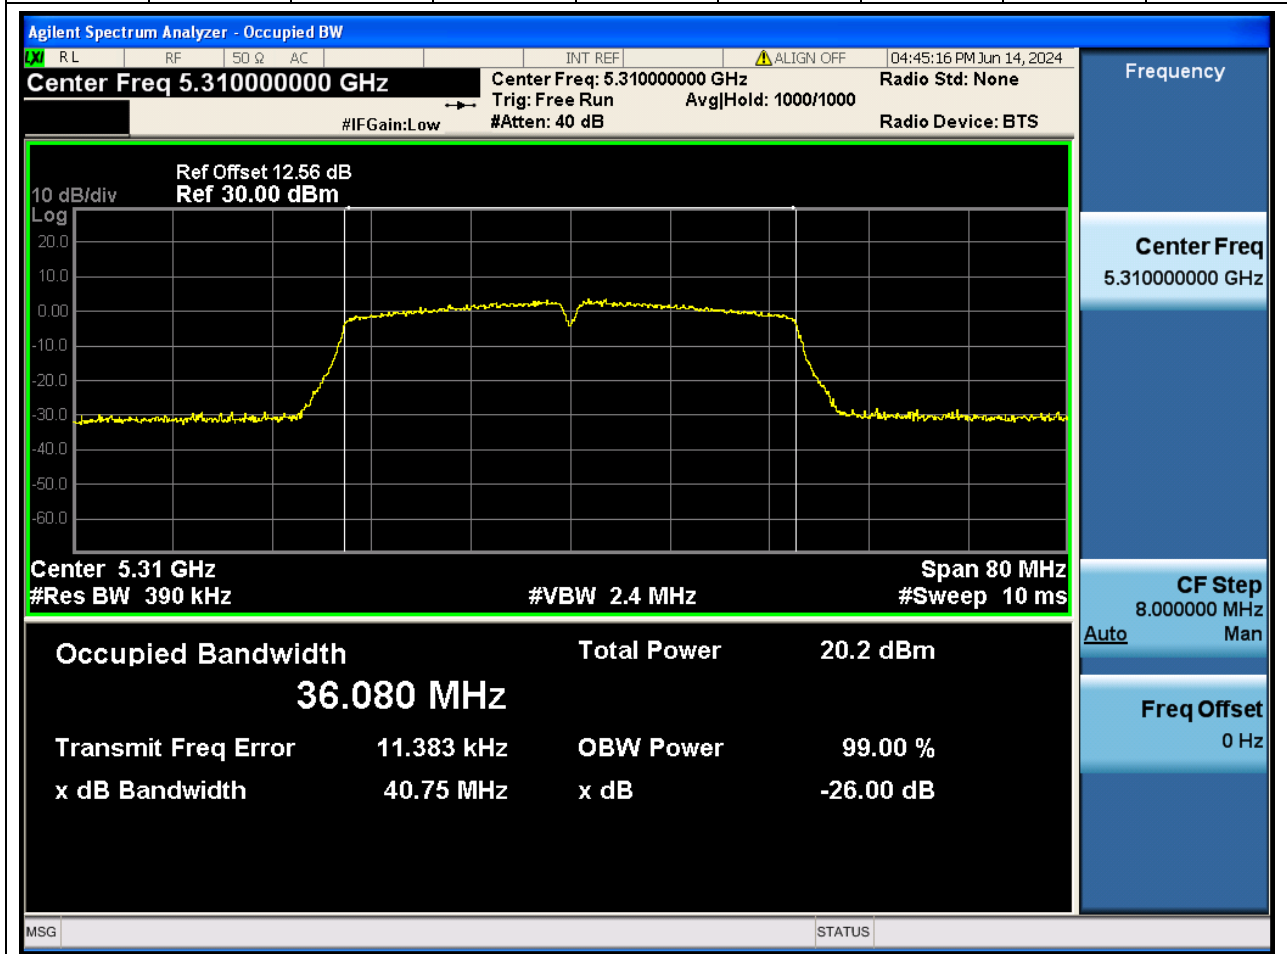 Agilent Spectrum Analyzer - Occupied BW
LXI RL RF 50 Ω AC INT REF ALIGN OFF 04:45:16 PM Jun 14, 2024
Center Freq 5.310000000 GHz
Center Freq: 5.310000000 GHz Radio Std: None
Trig: Free Run Avg|Hold: 1000/1000
#IFGain:Low #Atten: 40 dB Radio Device: BTS
Ref Offset 12.56 dB
10 dB/div Ref 30.00 dBm
Log
20.0
10.0
0.00
-10.0
-20.0
-30.0
-40.0
-50.0
-60.0
Center 5.31 GHz Span 80 MHz
#Res BW 390 kHz #VBW 2.4 MHz #Sweep 10 ms
Occupied Bandwidth Total Power 20.2 dBm
36.080 MHz
Transmit Freq Error 11.383 kHz OBW Power 99.00 %
x dB Bandwidth 40.75 MHz x dB -26.00 dB
Frequency
Center Freq
5.310000000 GHz
CF Step
8.000000 MHz
Auto Man
Freq Offset
0 Hz
MSG STATUS